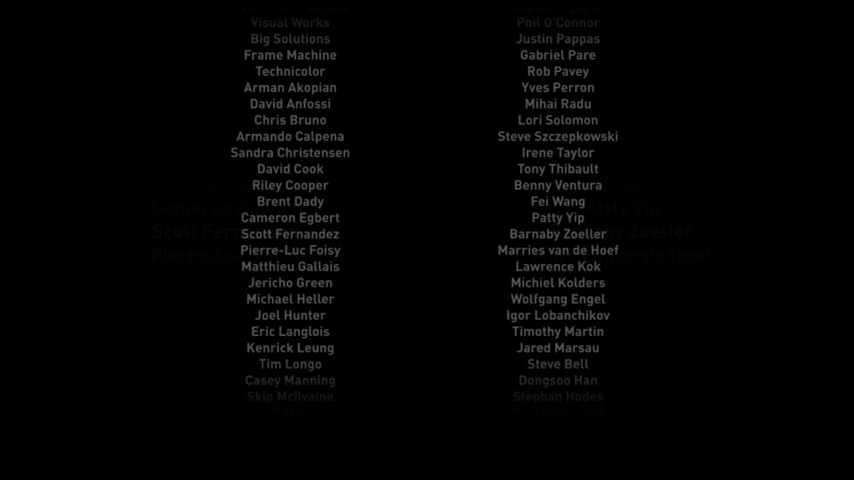 Visual Works
Big Solutions
Frame Machine
Technicolor
Arman Akopian
David Anfossi
Chris Bruno
Armando Calpena
Sandra Christensen
David Cook
Riley Cooper
Brent Dady
Cameron Egbert
Scott Fernandez
Pierre-Luc Foisy
Matthieu Gallais
Jericho Green
Michael Heller
Joel Hunter
Eric Langlois
Kenrick Leung
Tim Longo
Casey Manning
Skip McIlvaine
Phil O'Connor
Justin Pappas
Gabriel Pare
Rob Pavey
Yves Perron
Mihai Radu
Lori Solomon
Steve Szczepkowski
Irene Taylor
Tony Thibault
Benny Ventura
Fei Wang
Patty Yip
Barnaby Zoeller
Marries van de Hoef
Lawrence Kok
Michiel Kolders
Wolfgang Engel
Igor Lobanchikov
Timothy Martin
Jared Marsau
Steve Bell
Dongsoo Han
Stephan Hodes